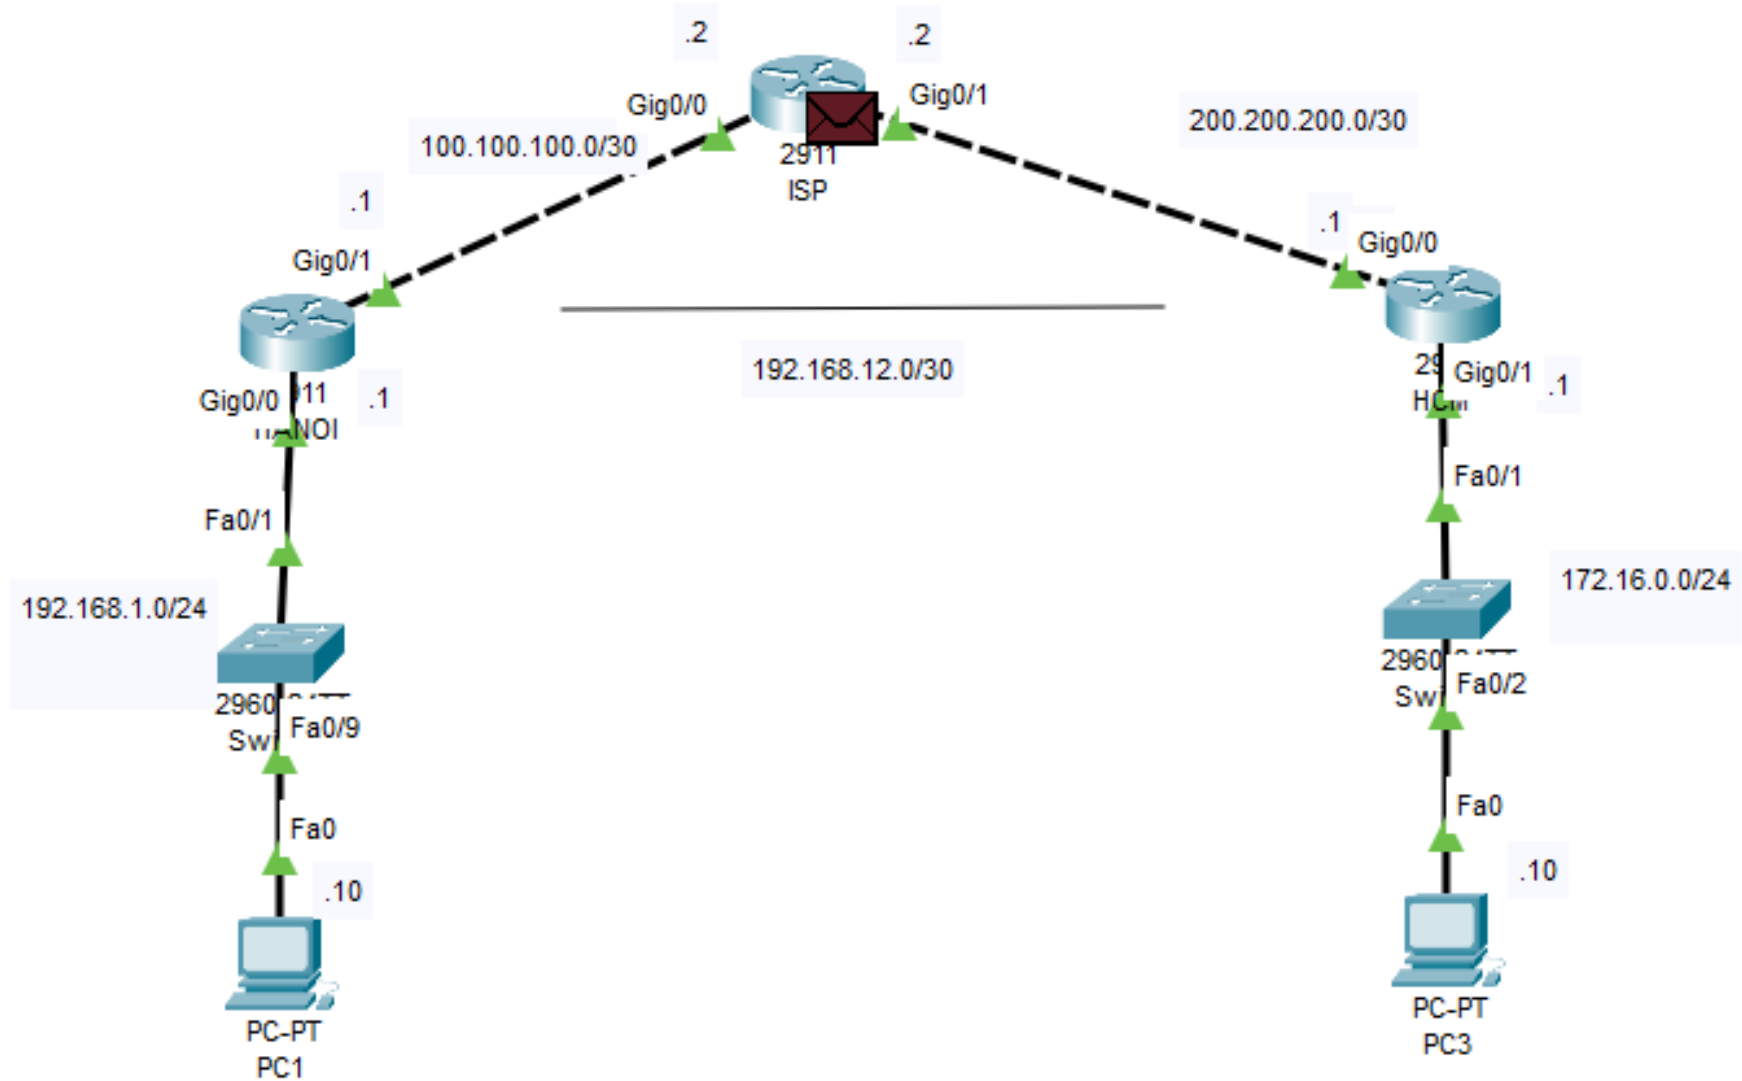 .2
.2
Gig0/0
Gig0/1
100.100.100.0/30
200.200.200.0/30
2911
ISP
.1
.1
Gig0/1
Gig0/0
192.168.12.0/30
Gig0/0
.1
Gig0/1
.1
Fa0/1
Fa0/1
192.168.1.0/24
172.16.0.0/24
2960
Fa0/9
2960
Fa0/2
Fa0
Fa0
.10
.10
PC-PT
PC1
PC-PT
PC3